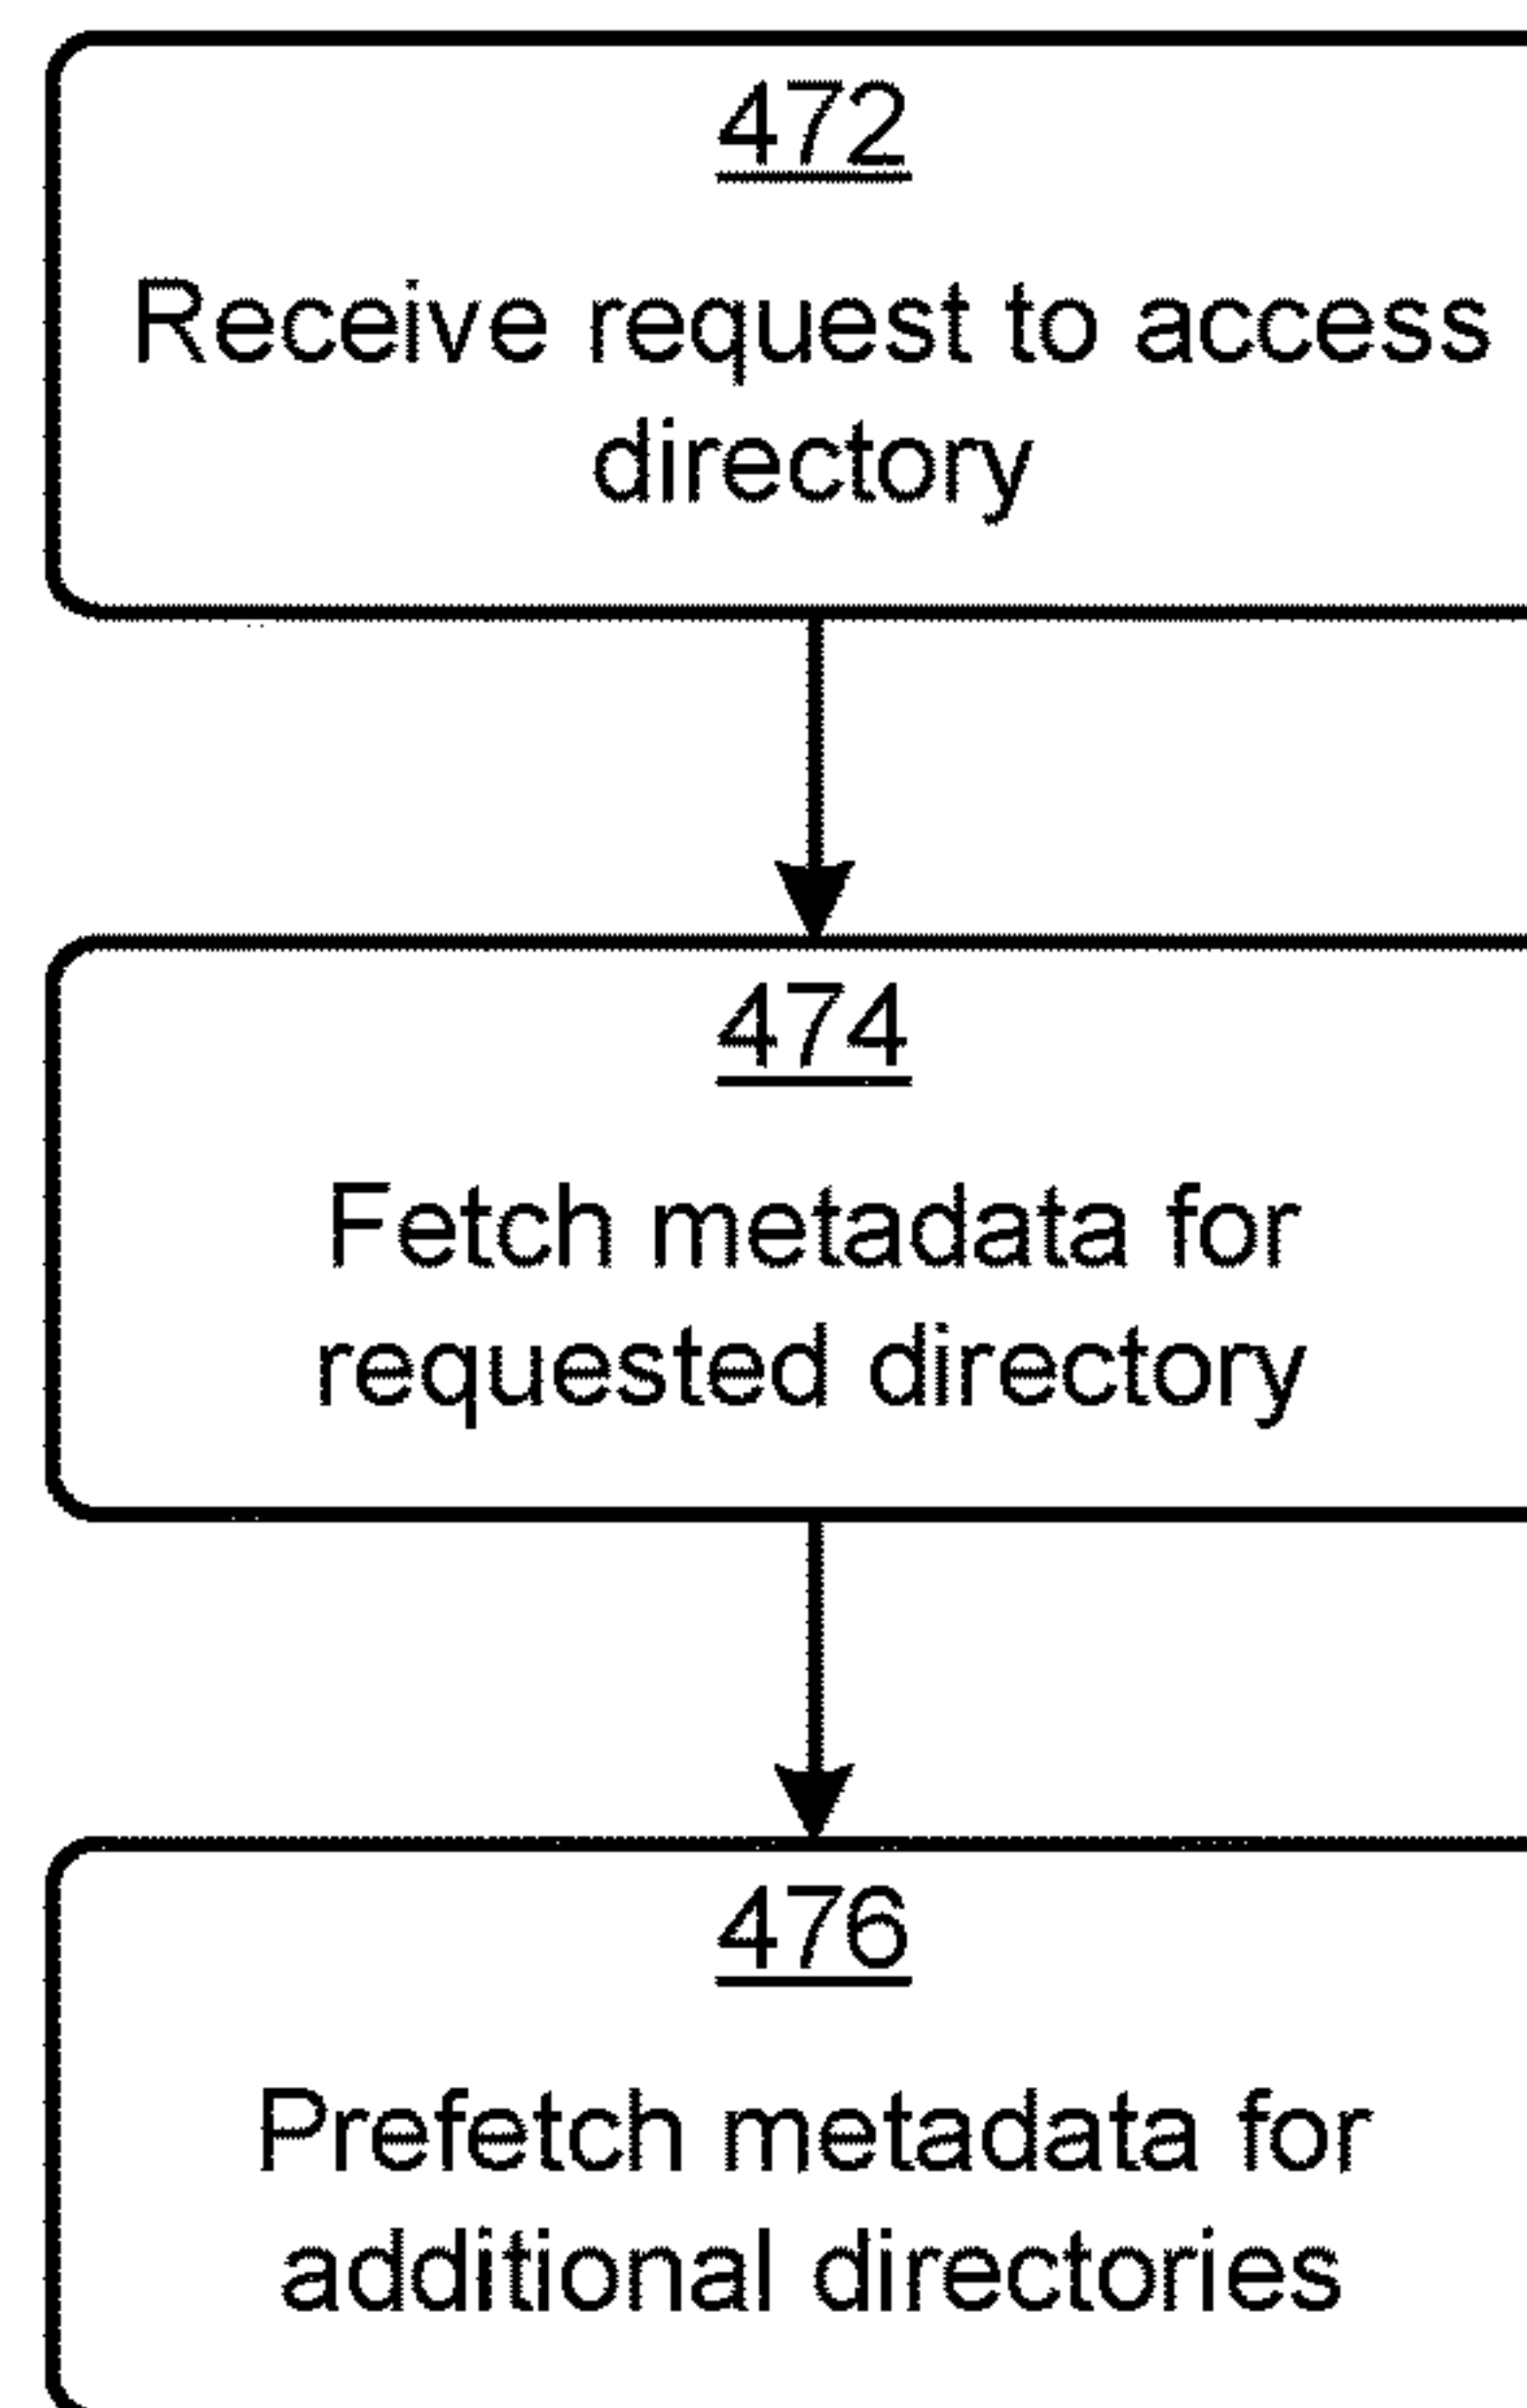 472
Receive request to access
directory
474
Fetch metadata for
requested directory
476
Prefetch metadata for
additional directories